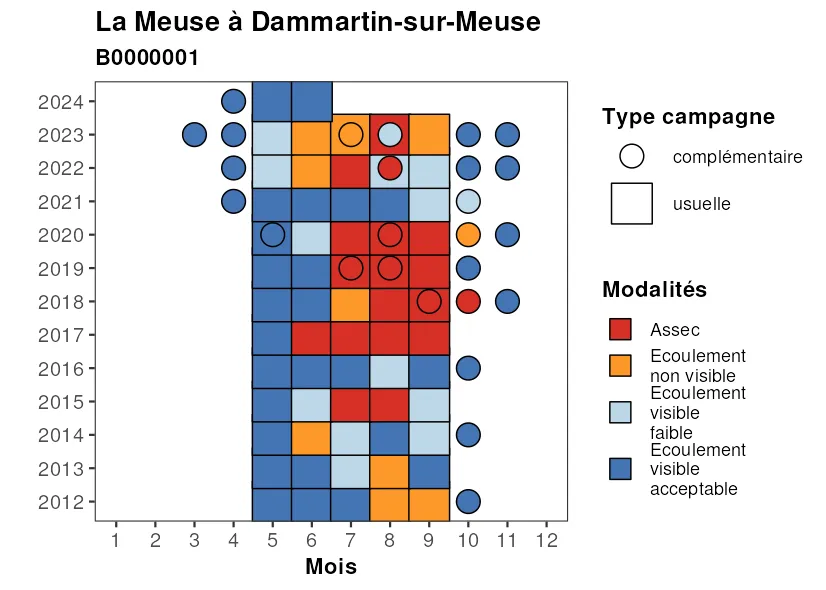 La Meuse à Dammartin-sur-Meuse
B0000001
2024
2023
2022
2021
2020
2019
2018
2017
2016
2015
2014
2013
2012
1 2 3 4 5 6 7 8 9 10 11 12
Mois
Type campagne
complémentaire
usuelle
Modalités
Assec
Ecoulement
non visible
Ecoulement
visible
faible
Ecoulement
visible
acceptable